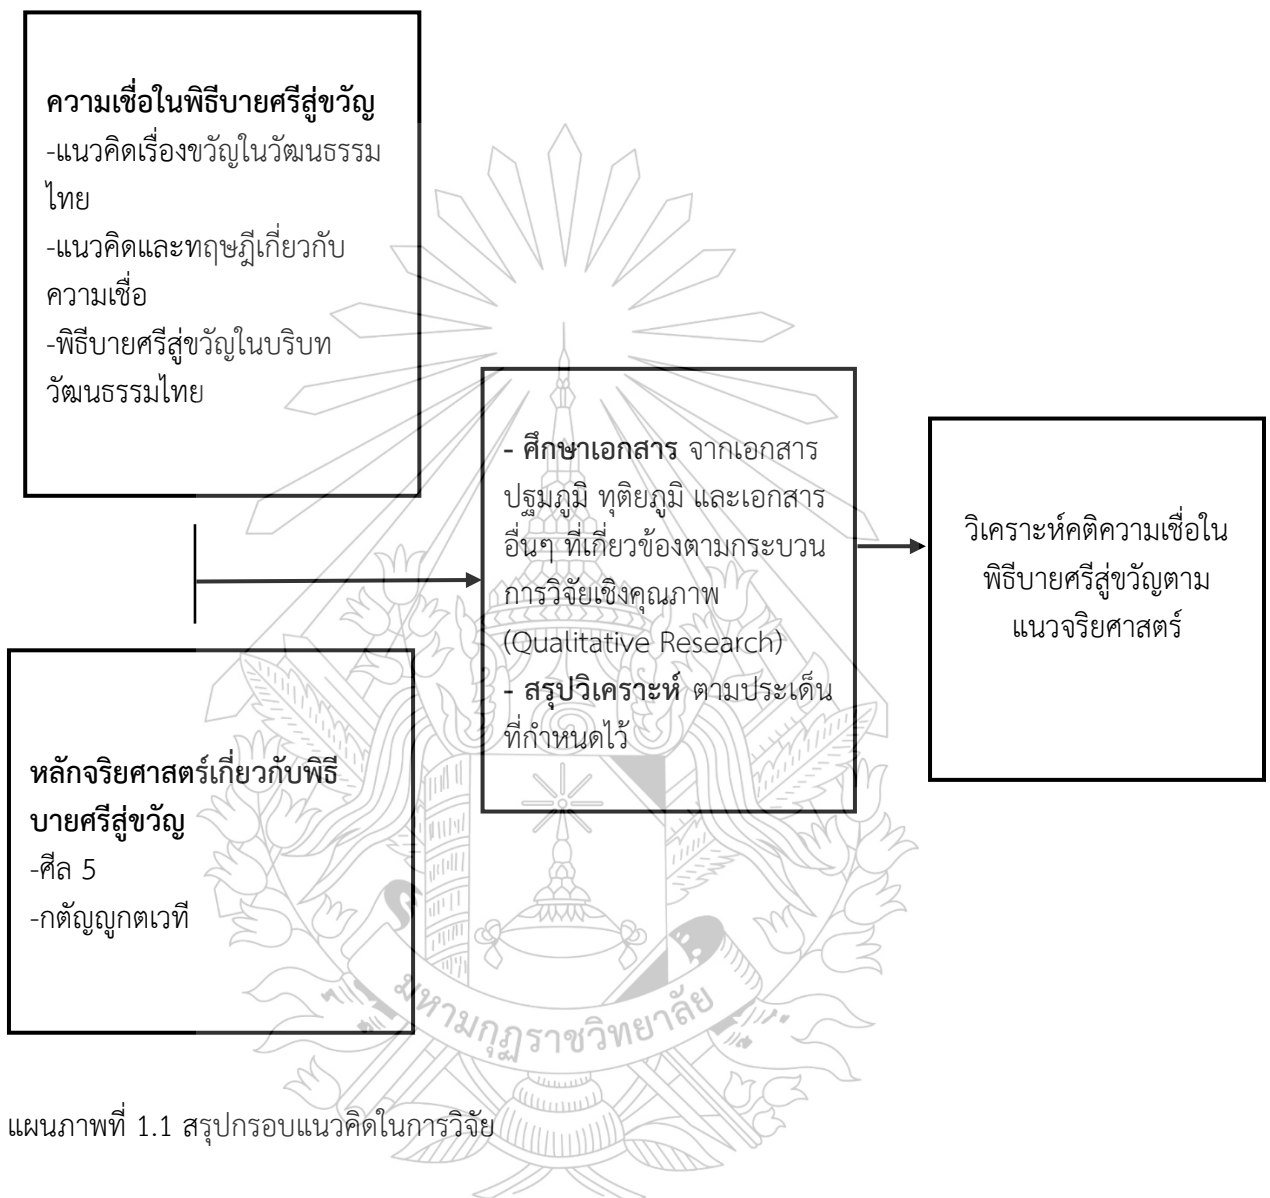 ความเชื่อในพิธีบายศรีสู่ขวัญ
-แนวคิดเรื่องขวัญในวัฒนธรรม
ไทย
-แนวคิดและทฤษฎีเกี่ยวกับ
ความเชื่อ
-พิธีบายศรีสู่ขวัญในบริบท
วัฒนธรรมไทย
หลักจริยศาสตร์เกี่ยวกับพิธี
บายศรีสู่ขวัญ
-ศีล 5
-กตัญญูกตเวที
- ศึกษาเอกสาร จากเอกสาร
ปฐมภูมิ ทุติยภูมิ และเอกสาร
อื่นๆ ที่เกี่ยวข้องตามกระบวน
การวิจัยเชิงคุณภาพ
(Qualitative Research)
- สรุปวิเคราะห์ ตามประเด็น
ที่กำหนดไว้
วิเคราะห์คติความเชื่อใน
พิธีบายศรีสู่ขวัญตาม
แนวจริยศาสตร์
มหามกุฏราชวิทยาลัย
แผนภาพที่ 1.1 สรุปกรอบแนวคิดในการวิจัย